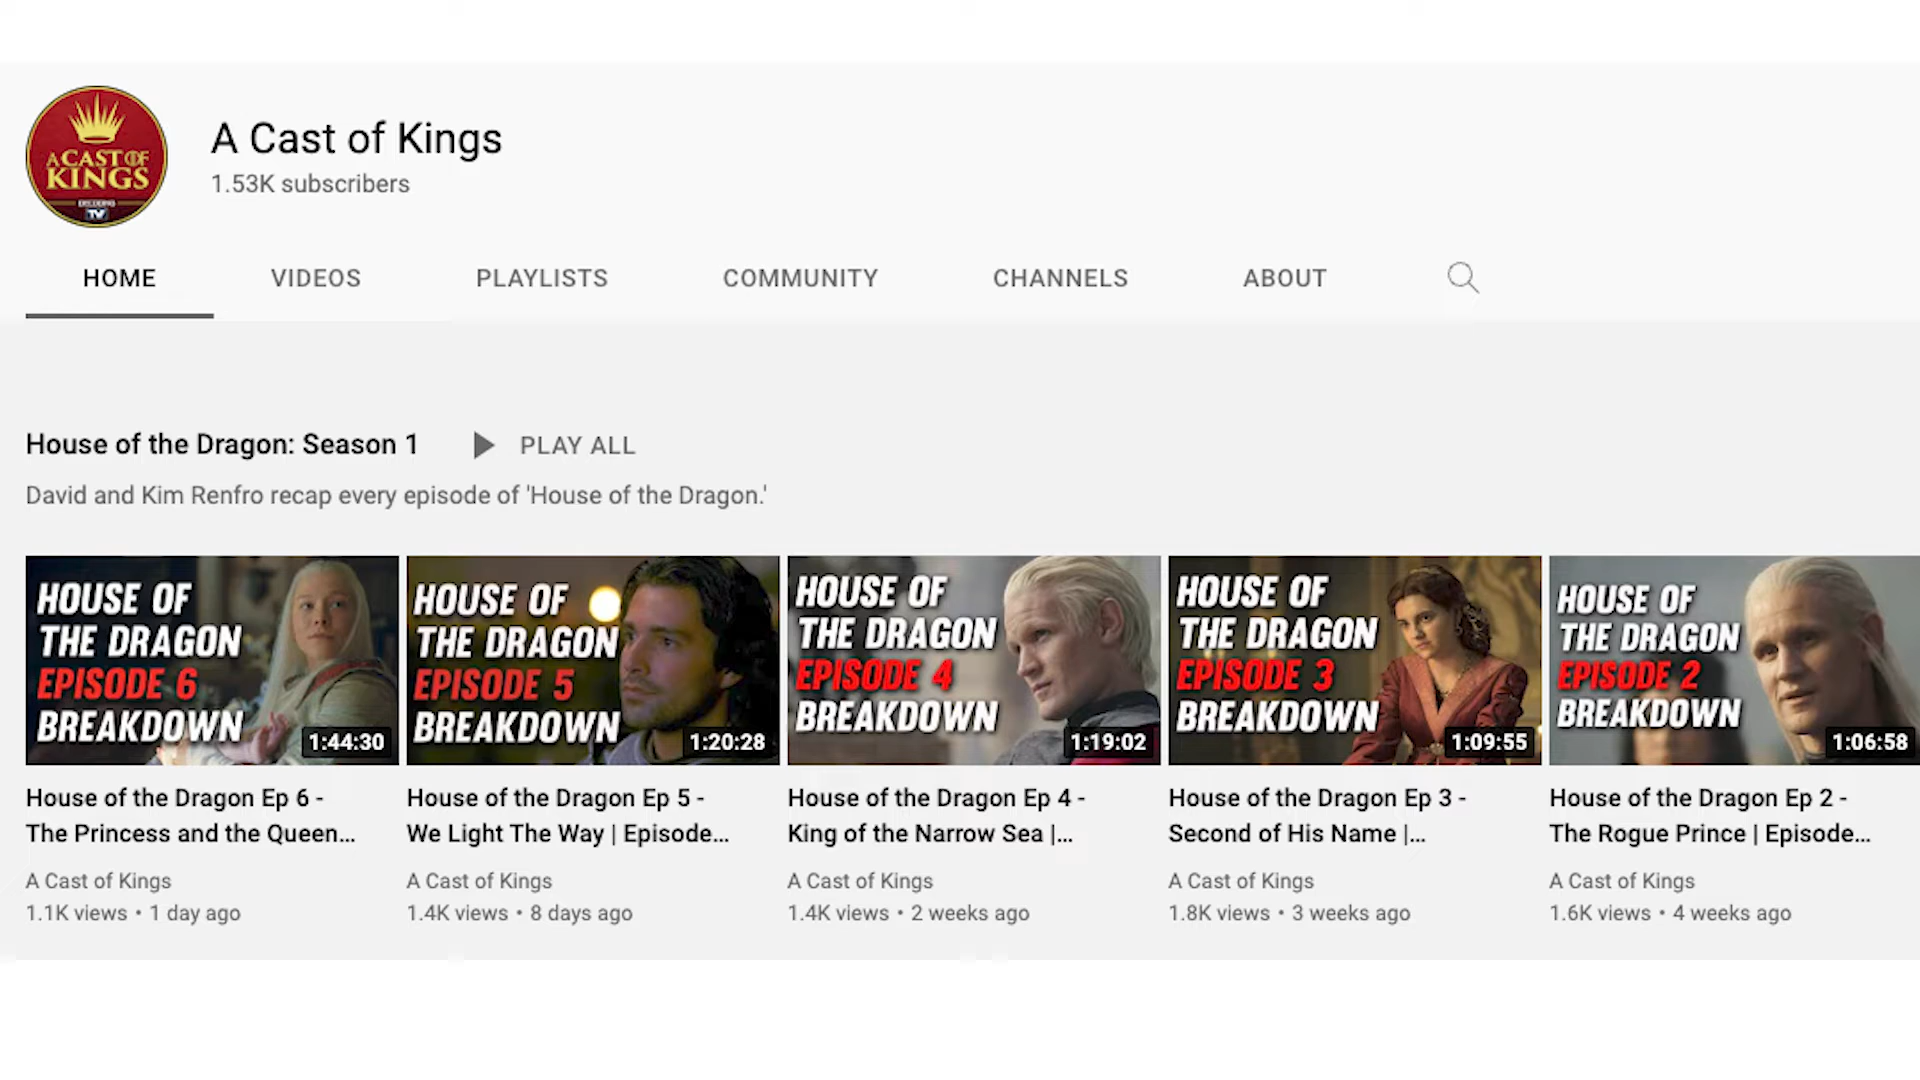 A CAST OF
KINGS
DECODING
TV
A Cast of Kings
1.53K subscribers
HOME VIDEOS PLAYLISTS COMMUNITY CHANNELS ABOUT
House of the Dragon: Season 1 PLAY ALL
David and Kim Renfro recap every episode of 'House of the Dragon.'
HOUSE OF
THE DRAGON
EPISODE 6
BREAKDOWN
1:44:30
HOUSE OF
THE DRAGON
EPISODE 5
BREAKDOWN
1:20:28
HOUSE OF
THE DRAGON
EPISODE 4
BREAKDOWN
1:19:02
HOUSE OF
THE DRAGON
EPISODE 3
BREAKDOWN
1:09:55
HOUSE OF
THE DRAGON
EPISODE 2
BREAKDOWN
1:06:58
House of the Dragon Ep 6 -
The Princess and the Queen...
A Cast of Kings
1.1K views • 1 day ago
House of the Dragon Ep 5 -
We Light The Way | Episode...
A Cast of Kings
1.4K views • 8 days ago
House of the Dragon Ep 4 -
King of the Narrow Sea |...
A Cast of Kings
1.4K views • 2 weeks ago
House of the Dragon Ep 3 -
Second of His Name |...
A Cast of Kings
1.8K views • 3 weeks ago
House of the Dragon Ep 2 -
The Rogue Prince | Episode...
A Cast of Kings
1.6K views • 4 weeks ago